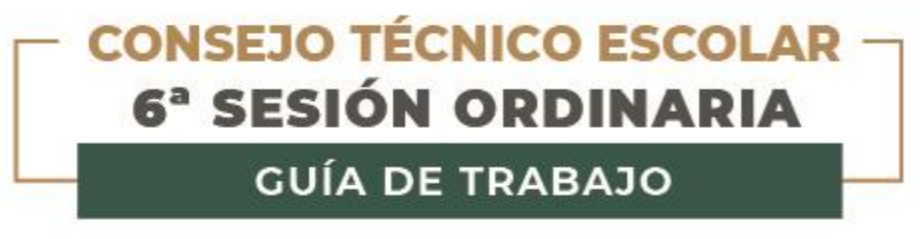 CONSEJO TÉCNICO ESCOLAR
6ª SESIÓN ORDINARIA
GUÍA DE TRABAJO